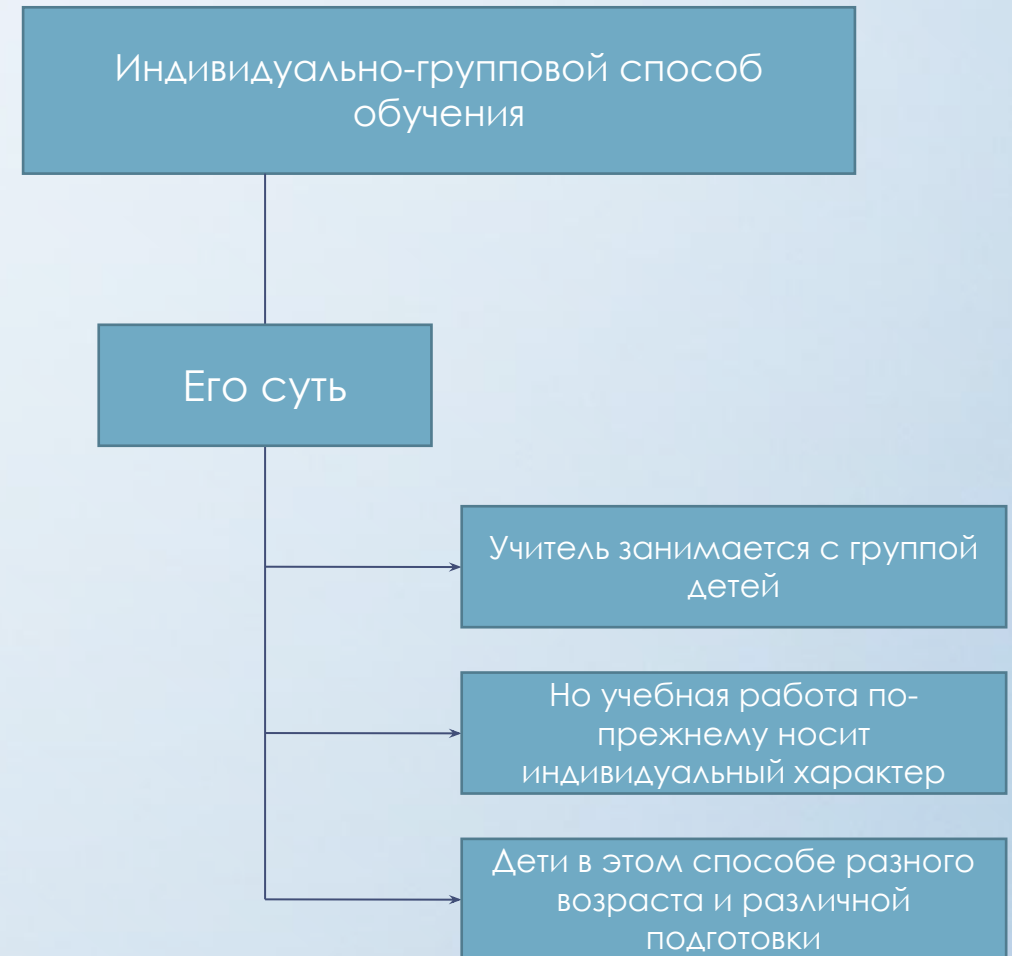 Индивидуально-групповой способ
обучения
Его суть
Учитель занимается с группой
детей
Но учебная работа по-
прежнему носит
индивидуальный характер
Дети в этом способе разного
возраста и различной
подготовки